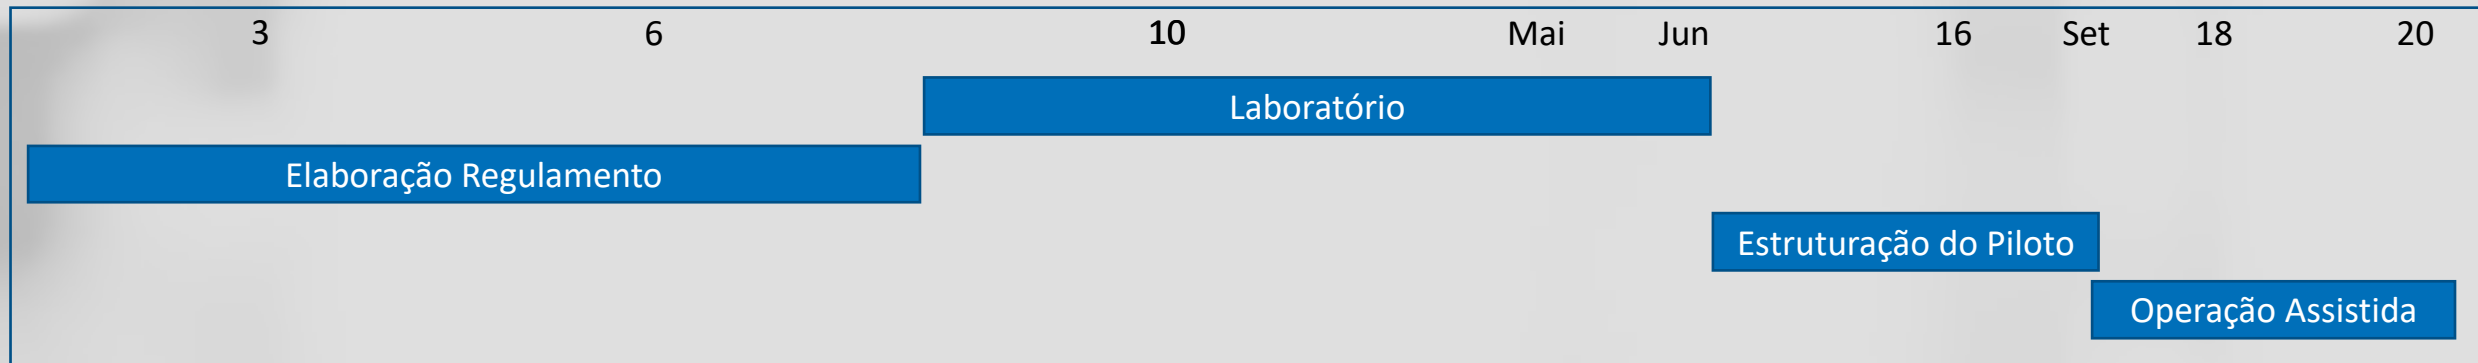 3 6 10 Mai Jun 16 Set 18 20
Laboratório
Elaboração Regulamento
Estruturação do Piloto
Operação Assistida